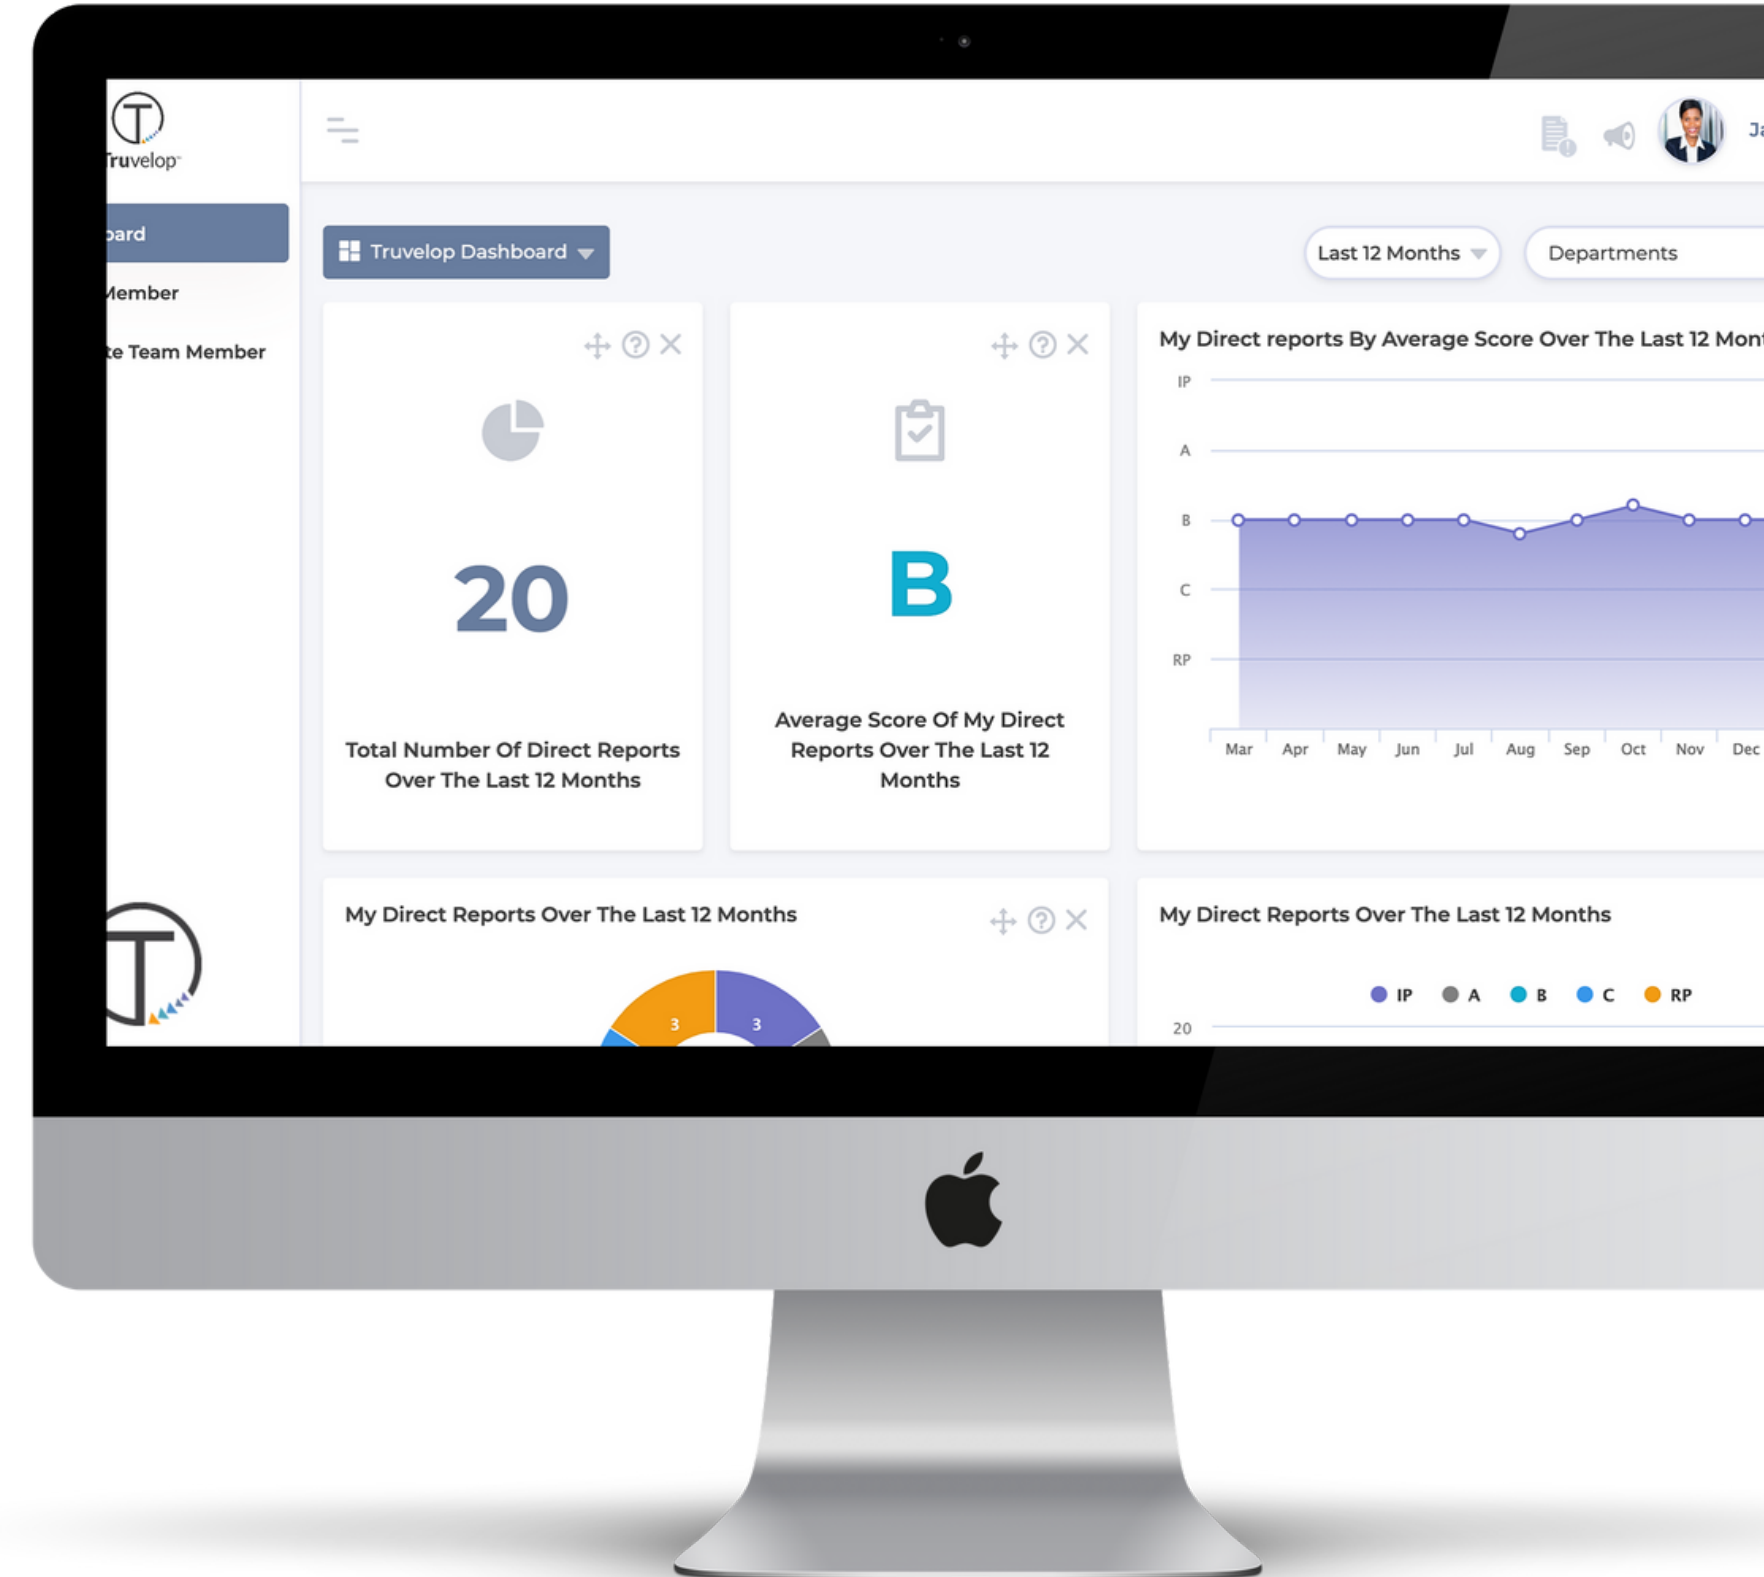 Truvelop
board
Member
te Team Member
Truvelop Dashboard
Last 12 Months
Departments
Ja
20
Total Number Of Direct Reports
Over The Last 12 Months
B
Average Score Of My Direct
Reports Over The Last 12
Months
My Direct reports By Average Score Over The Last 12 Mont
IP
A
B
C
RP
Mar Apr May Jun Jul Aug Sep Oct Nov Dec
My Direct Reports Over The Last 12 Months
3 3
My Direct Reports Over The Last 12 Months
IP A B C RP
20